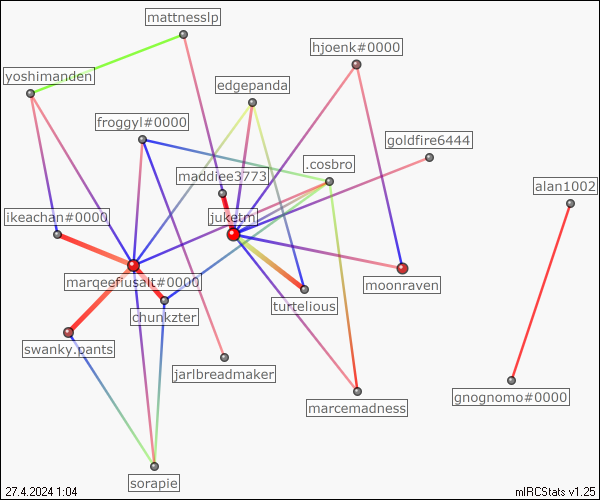 mattnesslp
hjoenk#0000
yoshimanden
edgepanda
froggyl#0000
goldfire6444
.cosbro
maddiee3773
alan1002
ikeachan#0000
juketm
marqeefiusalt#0000
moonraven
turtelious
chunkzter
swanky.pants
jarlbreadmaker
gnognomo#0000
marcemadness
sorapie
27.4.2024 1:04
mIRCStats v1.25